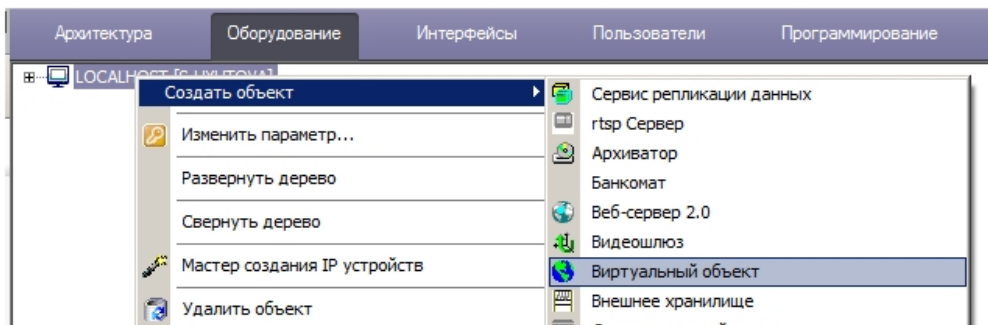 Архитектура Оборудование Интерфейсы Пользователи Программирование
LOCALHOST
Создать объект
Изменить параметр...
Развернуть дерево
Свернуть дерево
Мастер создания IP устройств
Удалить объект
Сервис репликации данных
rtsp Сервер
Архиватор
Банкомат
Веб-сервер 2.0
Видеошлюз
Виртуальный объект
Внешнее хранилище